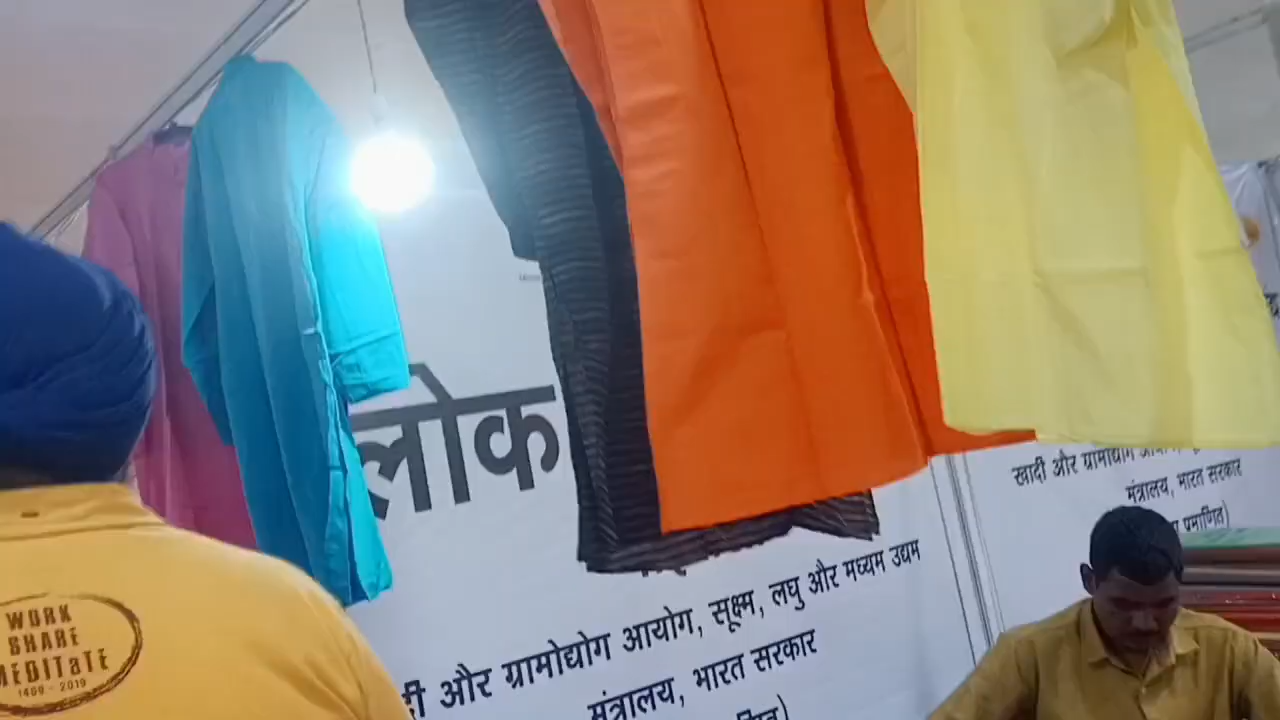 लोक
और ग्रामोद्योग आयोग, सूक्ष्म, लघु और मध्यम उद्यम
मंत्रालय, भारत सरकार
खादी और ग्रामोद्योग
मंत्रालय, भारत सरकार
प्रमाणित)
WORK
SHARE
MEDITaTE
1469 - 2019